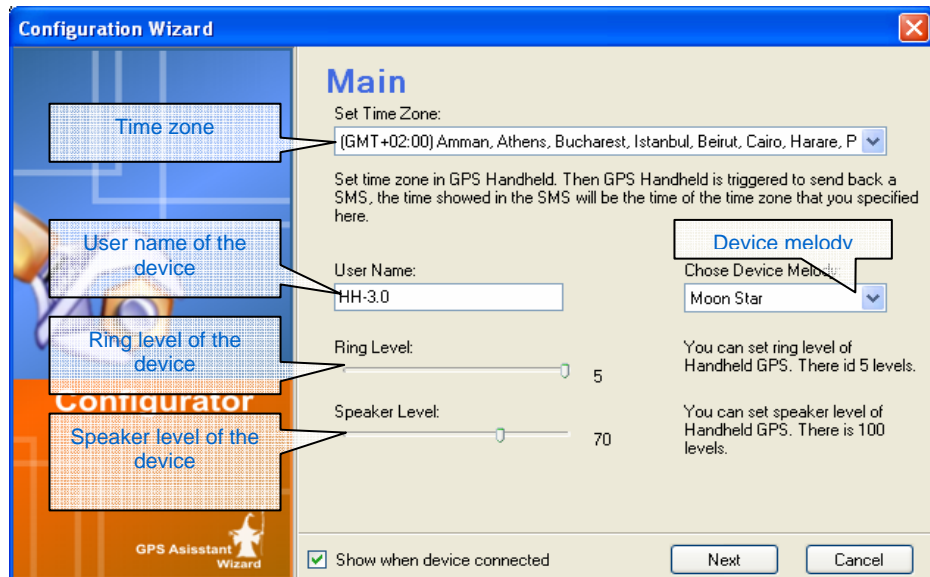 Configuration Wizard
Main
Set Time Zone:
Time zone
(GMT+02:00) Amman, Athens, Bucharest, Istanbul, Beirut, Cairo, Harare, P
Set time zone in GPS Handheld. Then GPS Handheld is triggered to send back a
SMS, the time showed in the SMS will be the time of the time zone that you specified
here.
User name of the
device
Device melody
User Name:
Chose Device Melody:
HH-3.0
Moon Star
Ring level of the
device
Ring Level:
5
You can set ring level of
Handheld GPS. There id 5 levels.
Configurator
Speaker level of the
device
Speaker Level:
70
You can set speaker level of
Handheld GPS. There is 100
levels.
GPS Asisstant
Wizard
Show when device connected
Next
Cancel